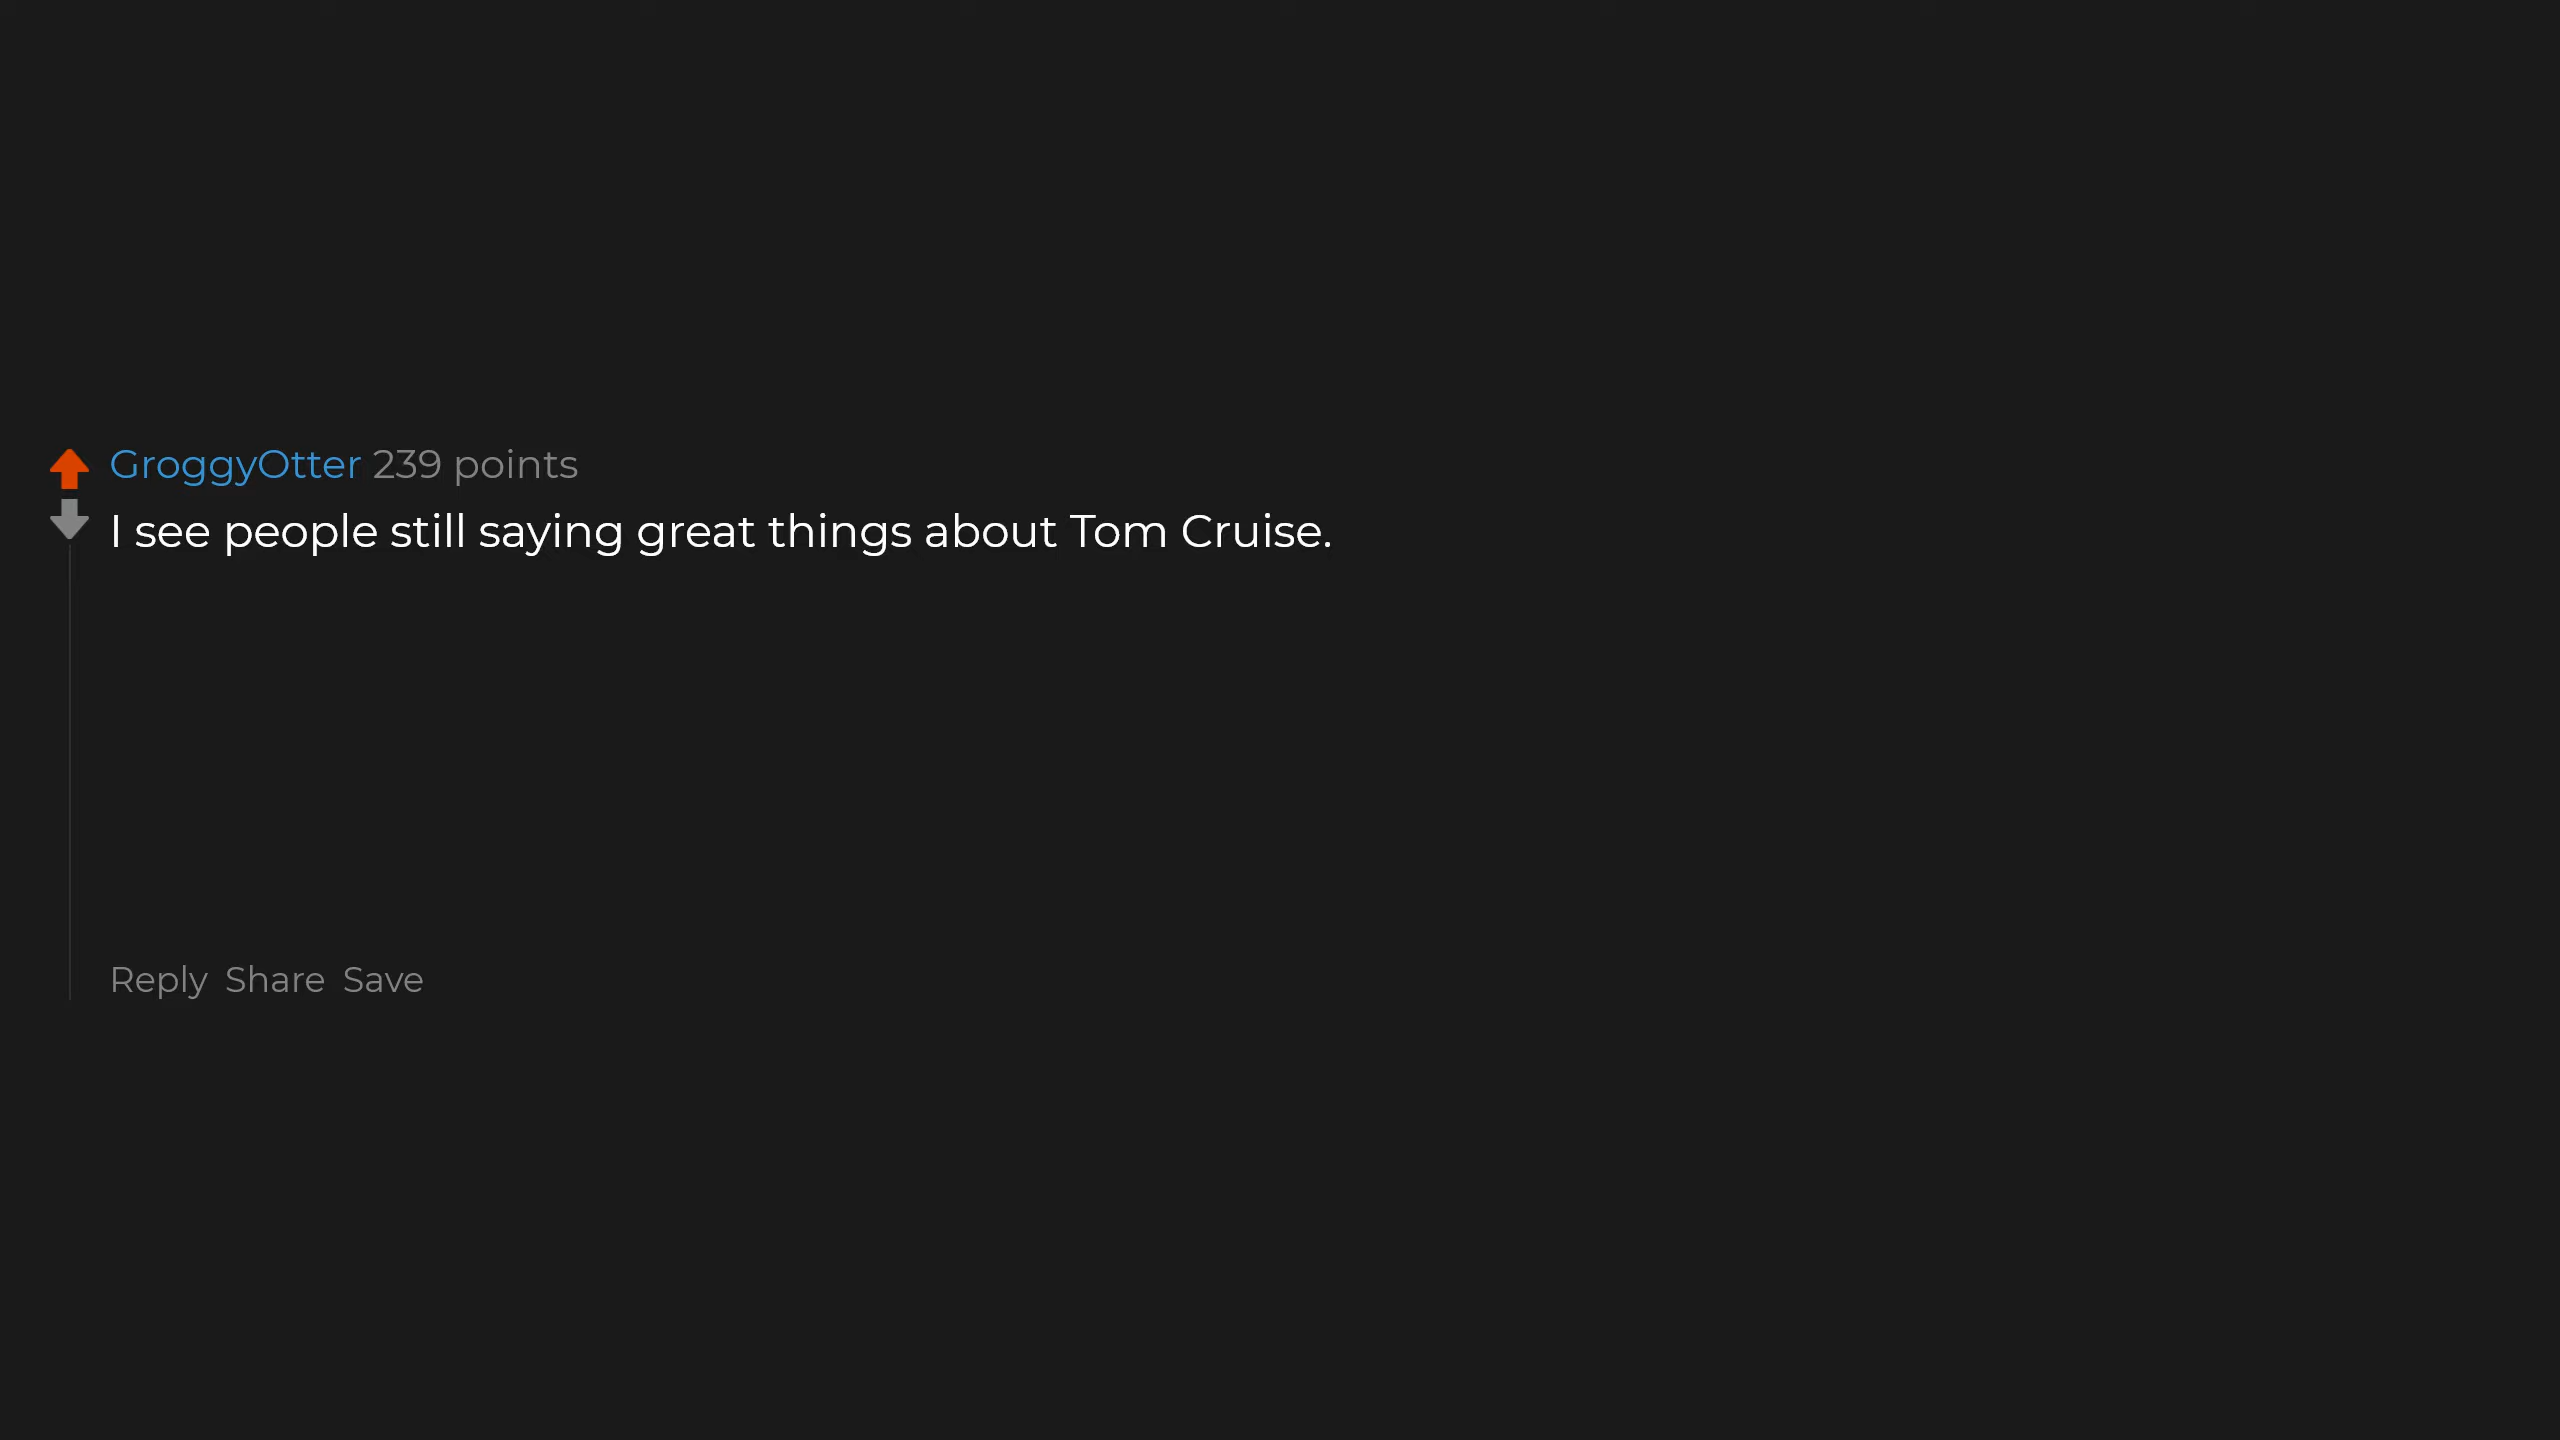 GroggyOtter 239 points
I see people still saying great things about Tom Cruise.
Reply Share Save